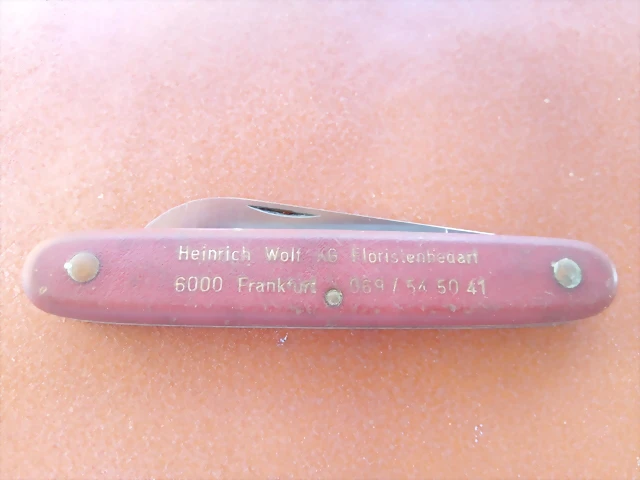 Heinrich Wolf KG Floristenbedarf
6000 Frankfurt 069 / 54 50 41